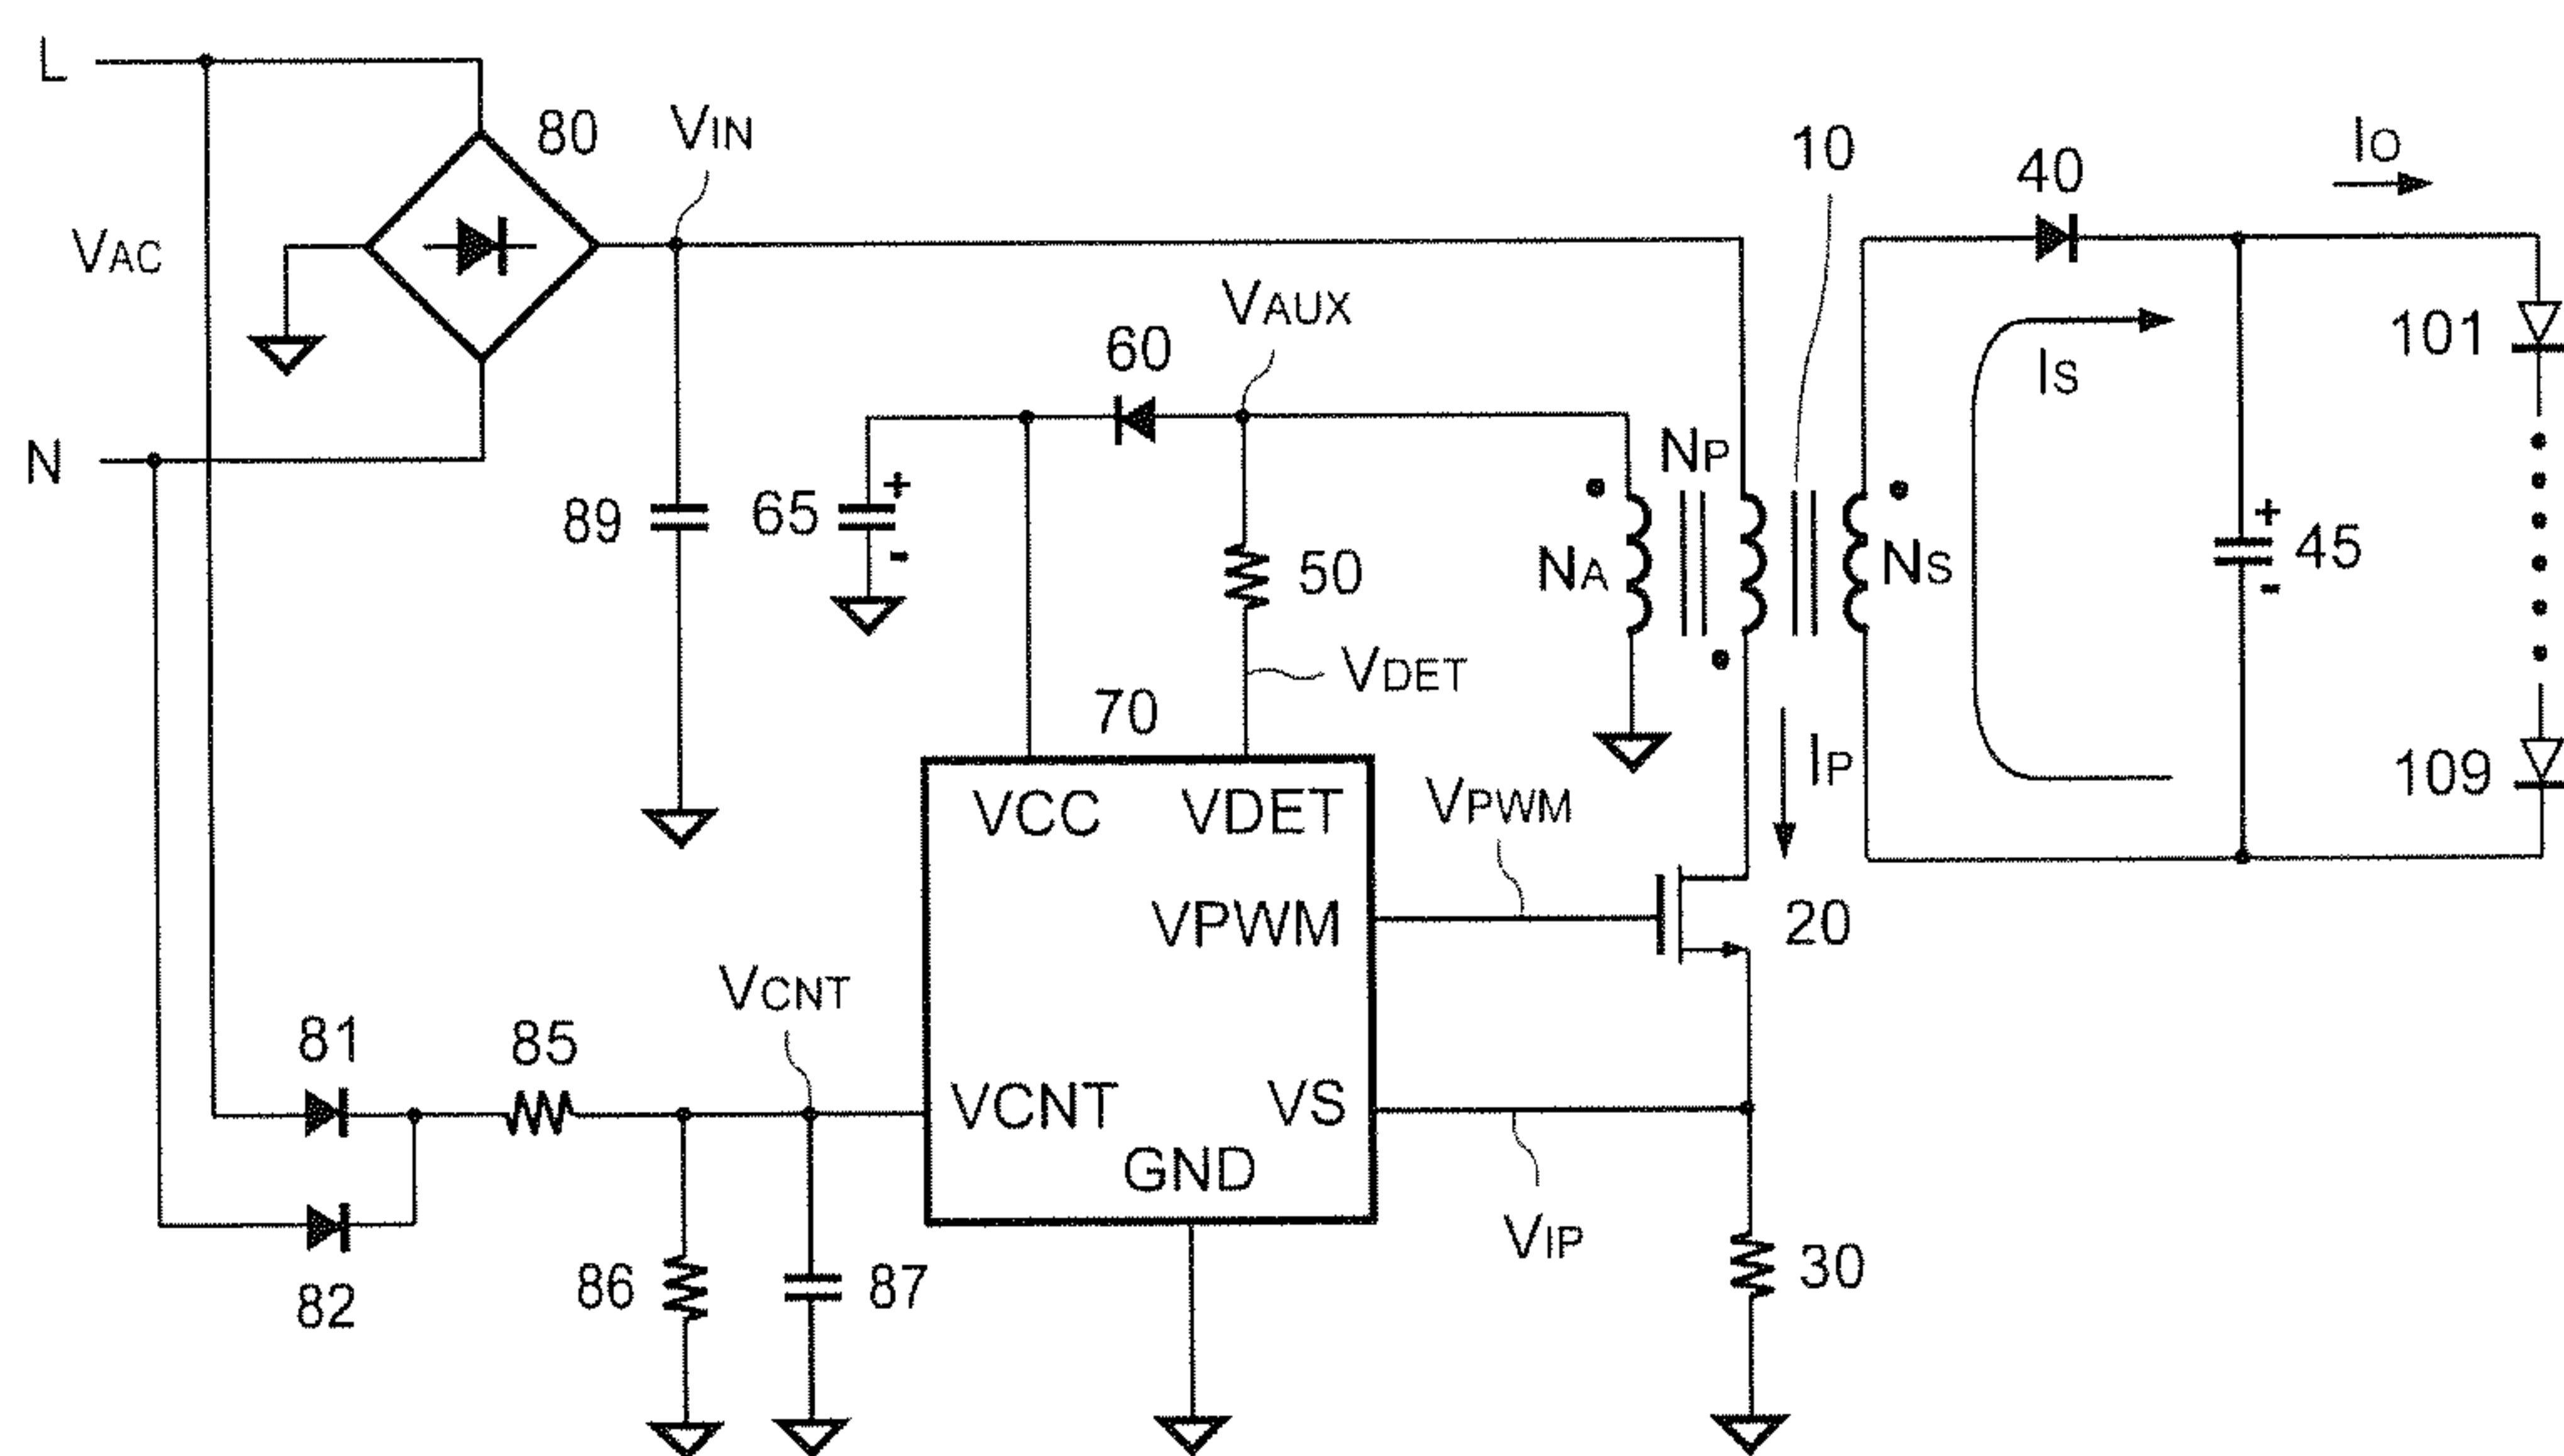 L
80
VIN
10
40
IO
VAC
VAUX
60
101
IS
N
NP
89
65
+
-
50
NA
NS
+
45
-
VDET
70
IP
109
VCC
VDET
VPWM
VPWM
20
VCNT
81
85
VCNT
VS
GND
VIP
82
86
87
30